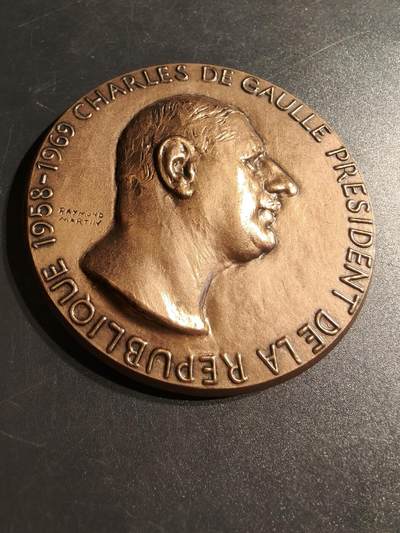 CHARLES DE GAULLE PRESIDENT DE LA REPUBLIQUE 1958-1969
RAYMOND
MARTIN